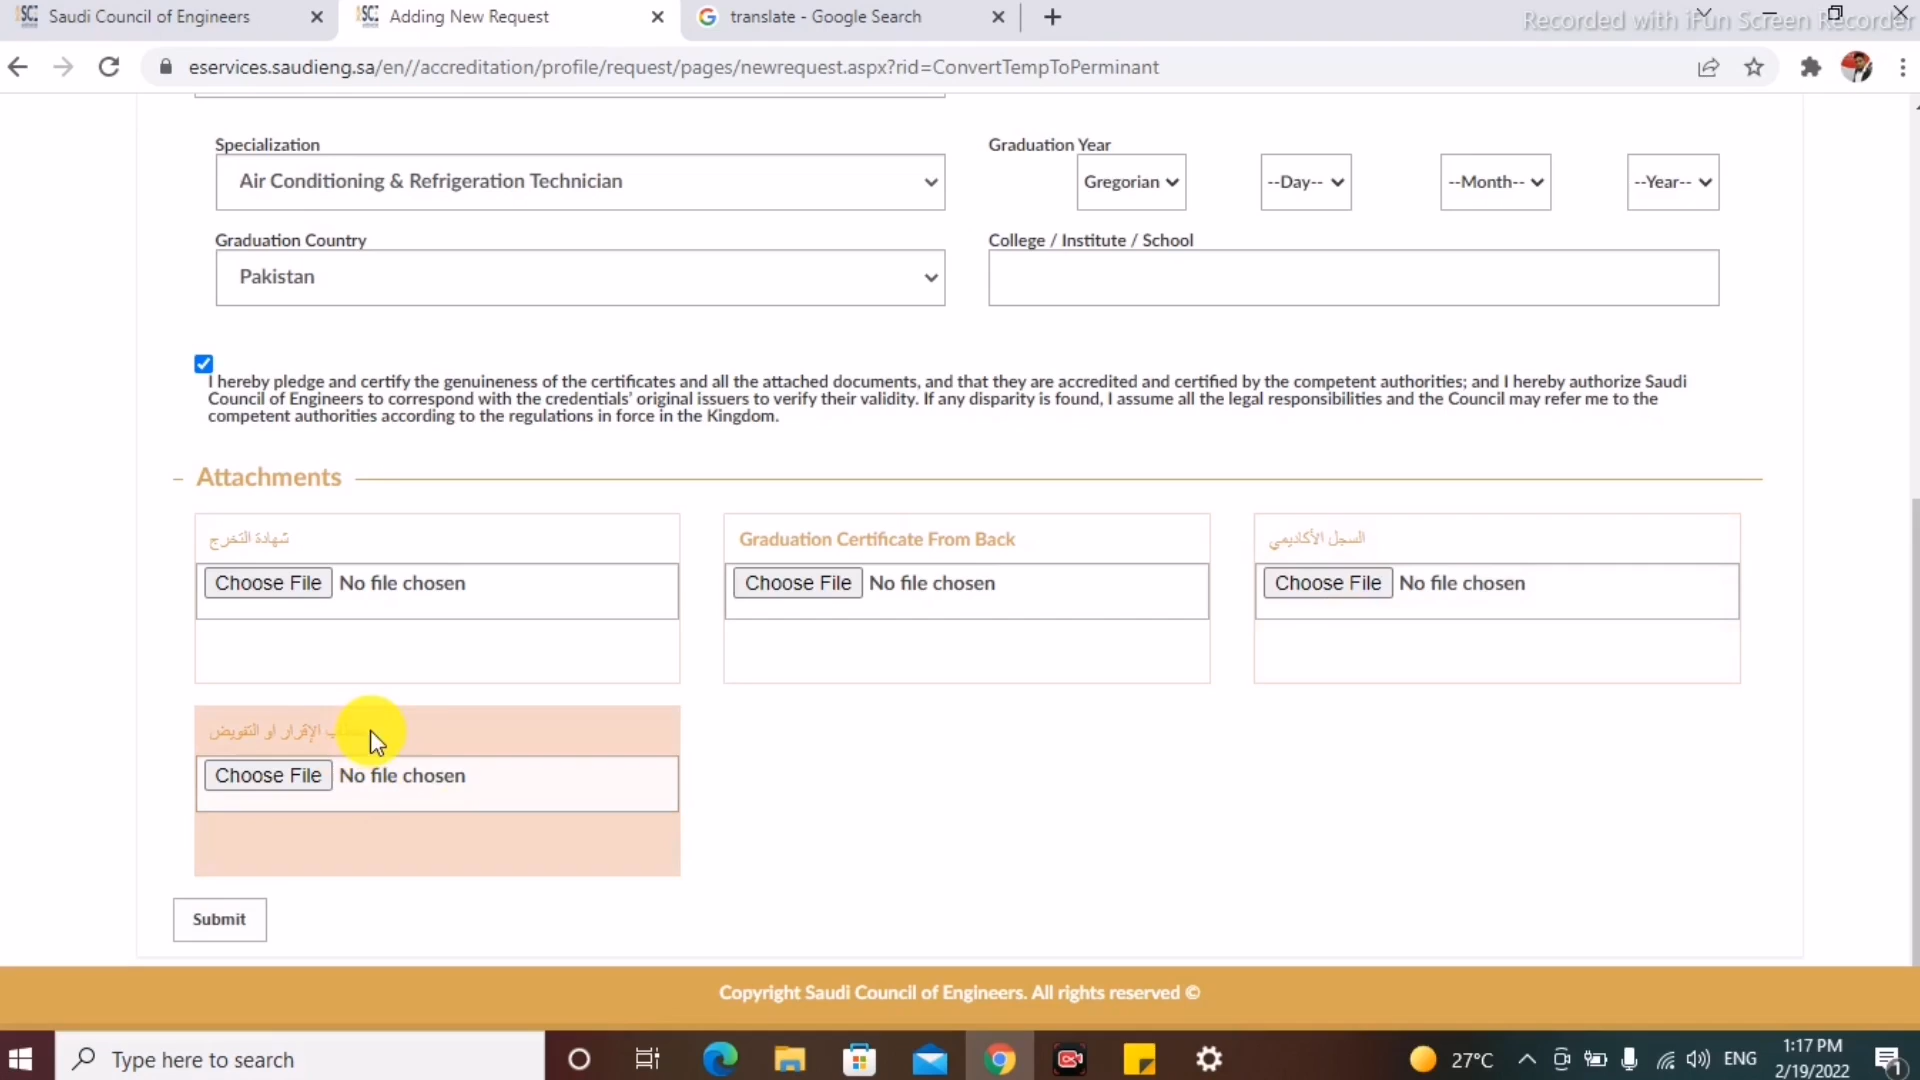 Saudi Council of Engineers
Adding New Request
translate - Google Search
Recorded with iFun Screen Recorder
eservices.saudieng.sa/en//accreditation/profile/request/pages/newrequest.aspx?rid=ConvertTempToPerminant
Specialization
Graduation Year
Air Conditioning & Refrigeration Technician
Gregorian
--Day--
--Month--
--Year--
Graduation Country
College / Institute / School
Pakistan
I hereby pledge and certify the genuineness of the certificates and all the attached documents, and that they are accredited and certified by the competent authorities; and I hereby authorize Saudi
Council of Engineers to correspond with the credentials' original issuers to verify their validity. If any disparity is found, I assume all the legal responsibilities and the Council may refer me to the
competent authorities according to the regulations in force in the Kingdom.
Attachments
شهادة التخرج
Graduation Certificate From Back
السجل الأكاديمي
Choose File No file chosen
Choose File No file chosen
Choose File No file chosen
الإقرار او التفويض
Choose File No file chosen
Submit
Copyright Saudi Council of Engineers. All rights reserved ©
Type here to search
27°C
ENG
1:17 PM
2/19/2022
1